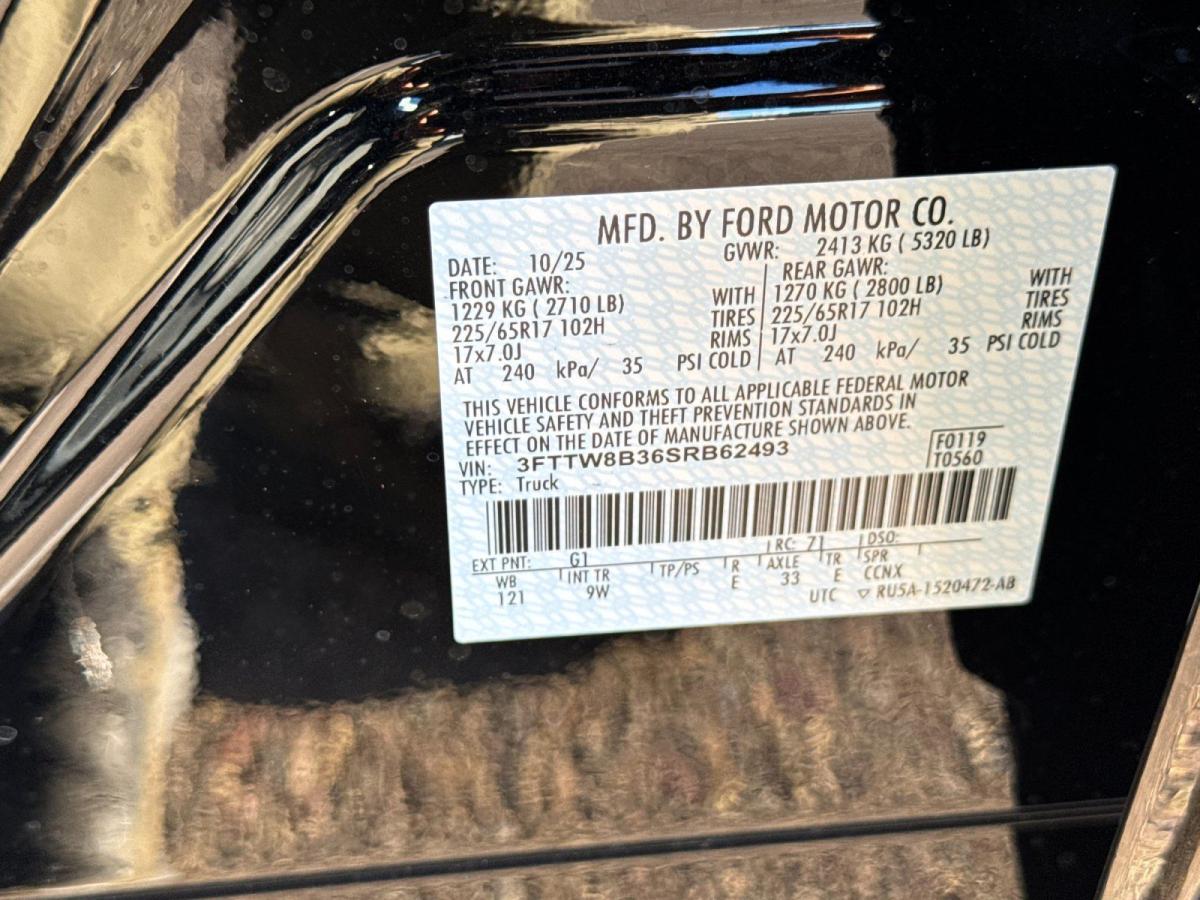 MFD. BY FORD MOTOR CO.
DATE: 10/25 GVWR: 2413 KG ( 5320 LB)
FRONT GAWR: REAR GAWR:
1229 KG ( 2710 LB) WITH 1270 KG ( 2800 LB) WITH
225/65R17 102H TIRES 225/65R17 102H TIRES
17x7.0J RIMS 17x7.0J RIMS
AT 240 kPa/ 35 PSI COLD AT 240 kPa/ 35 PSI COLD
THIS VEHICLE CONFORMS TO ALL APPLICABLE FEDERAL MOTOR
VEHICLE SAFETY AND THEFT PREVENTION STANDARDS IN
EFFECT ON THE DATE OF MANUFACTURE SHOWN ABOVE.
VIN: 3FTTW8B36SRB62493 F0119
TYPE: Truck T0560
EXT PNT: G1 RC: 71 DSO:
WB INT TR TP/PS R AXLE TR SPR
121 9W E 33 E CCNX
UTC ▽ RU5A-1520472-AB